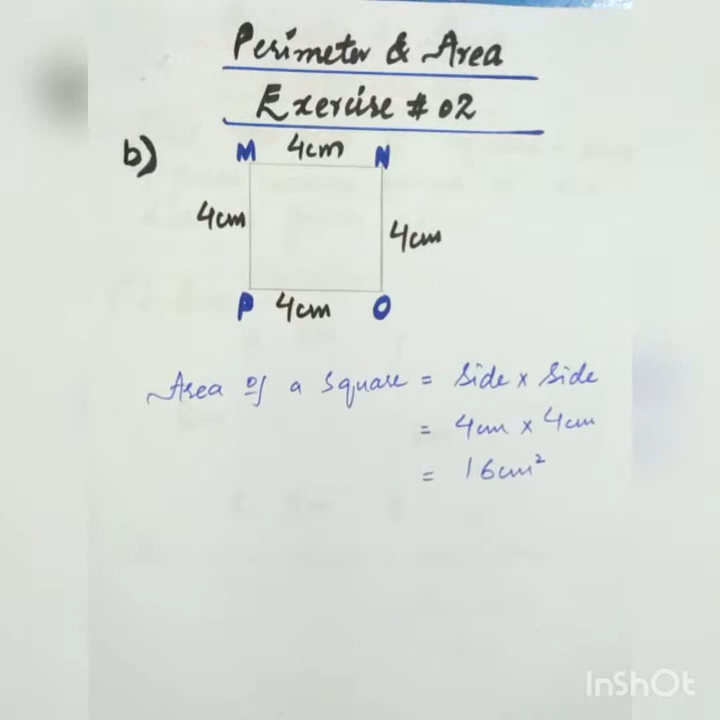 Perimeter & Area
Exercise # 02
b)
M 4cm N
4cm
4cm
P 4cm O
Area of a square = side x side
= 4cm x 4cm
= 16cm²
InShOt